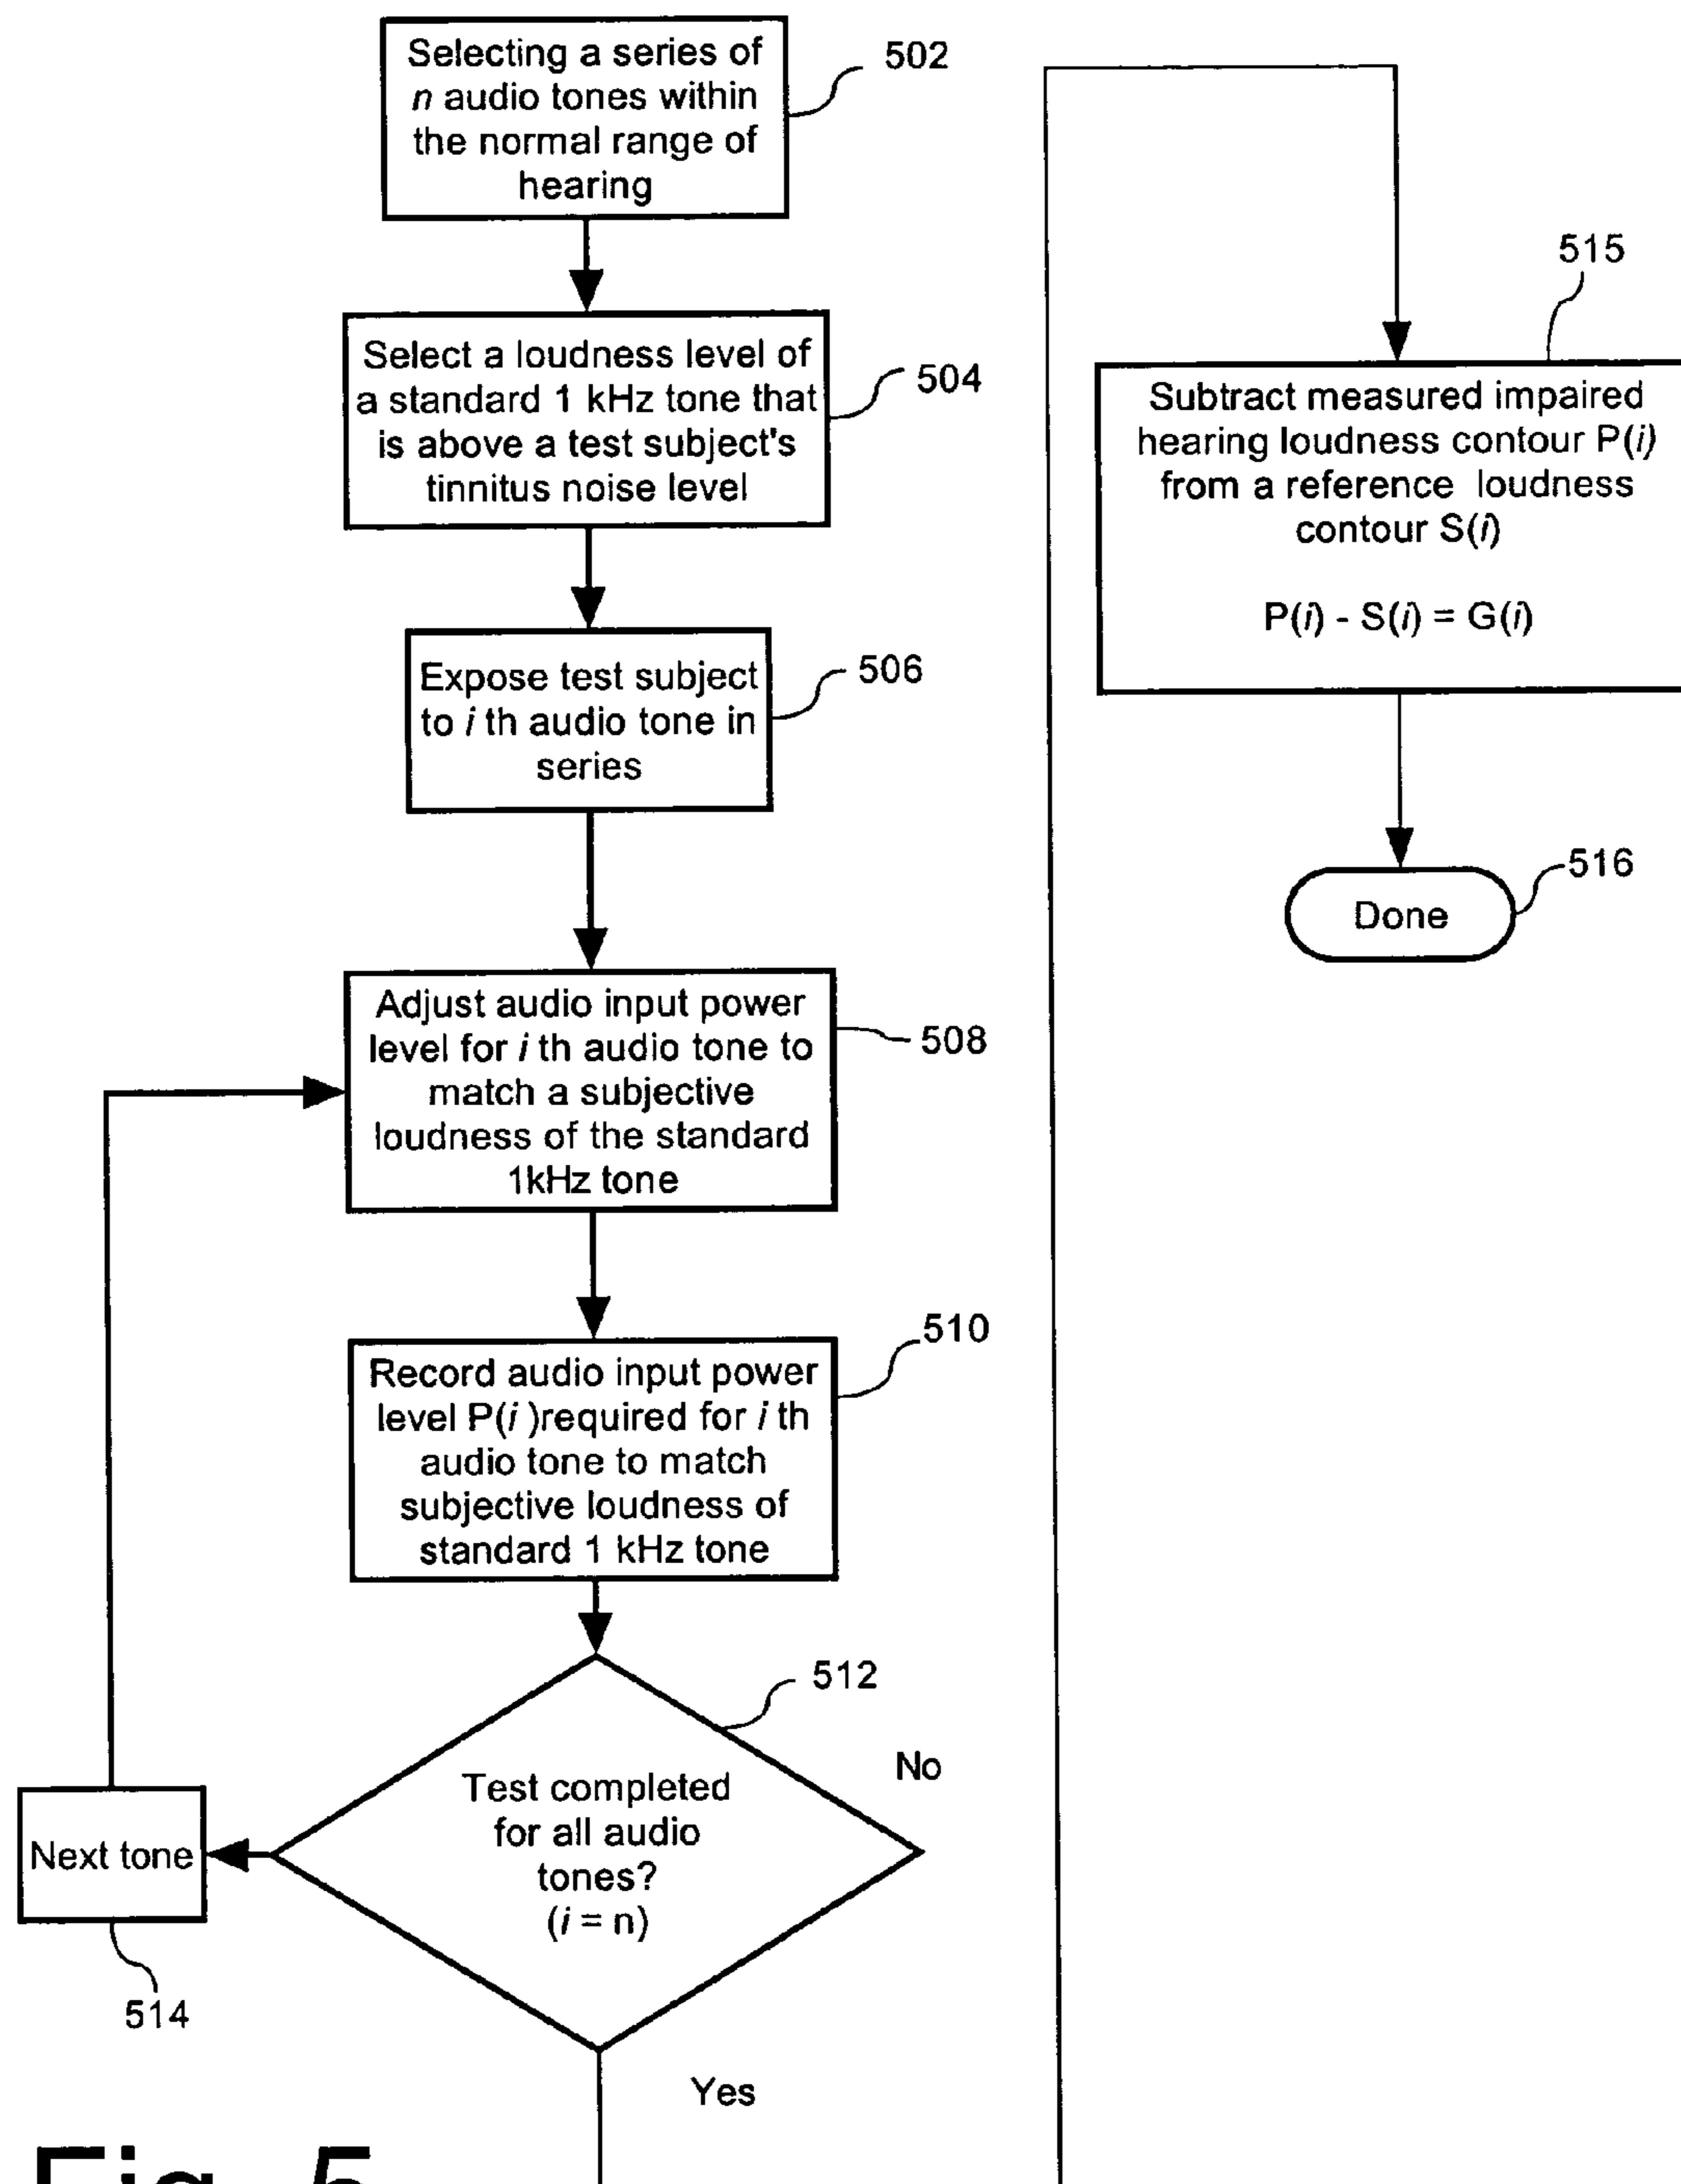 Selecting a series of
n audio tones within
the normal range of
hearing
502
Select a loudness level of
a standard 1 kHz tone that
is above a test subject's
tinnitus noise level
504
Expose test subject
to i th audio tone in
series
506
Adjust audio input power
level for i th audio tone to
match a subjective
loudness of the standard
1kHz tone
508
Record audio input power
level P(i )required for i th
audio tone to match
subjective loudness of
standard 1 kHz tone
510
Test completed
for all audio
tones?
(i = n)
512
No
Next tone
514
Yes
515
Subtract measured impaired
hearing loudness contour P(i)
from a reference loudness
contour S(i)
P(i) - S(i) = G(i)
Done
516
Fig. 5